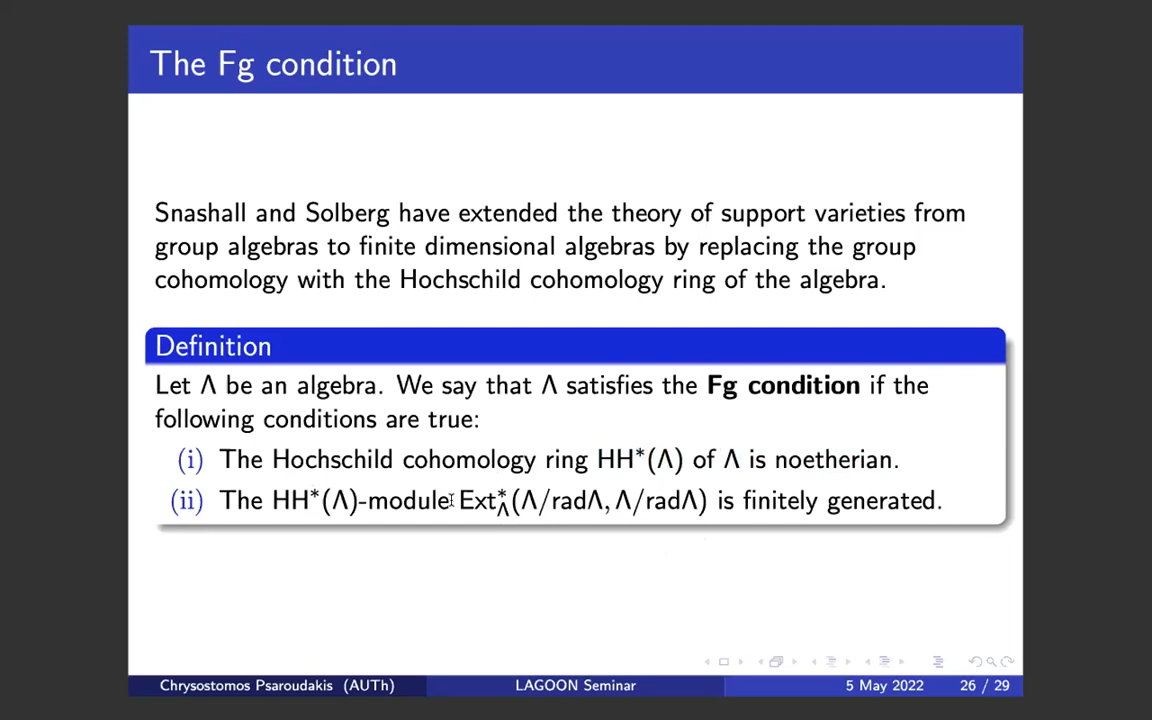 The Fg condition
Snashall and Solberg have extended the theory of support varieties from
group algebras to finite dimensional algebras by replacing the group
cohomology with the Hochschild cohomology ring of the algebra.
Definition
Let Λ be an algebra. We say that Λ satisfies the Fg condition if the
following conditions are true:
(i) The Hochschild cohomology ring HH*(Λ) of Λ is noetherian.
(ii) The HH*(Λ)-module Ext*_Λ(Λ/radΛ, Λ/radΛ) is finitely generated.
Chrysostomos Psaroudakis (AUTh) LAGOON Seminar 5 May 2022 26 / 29